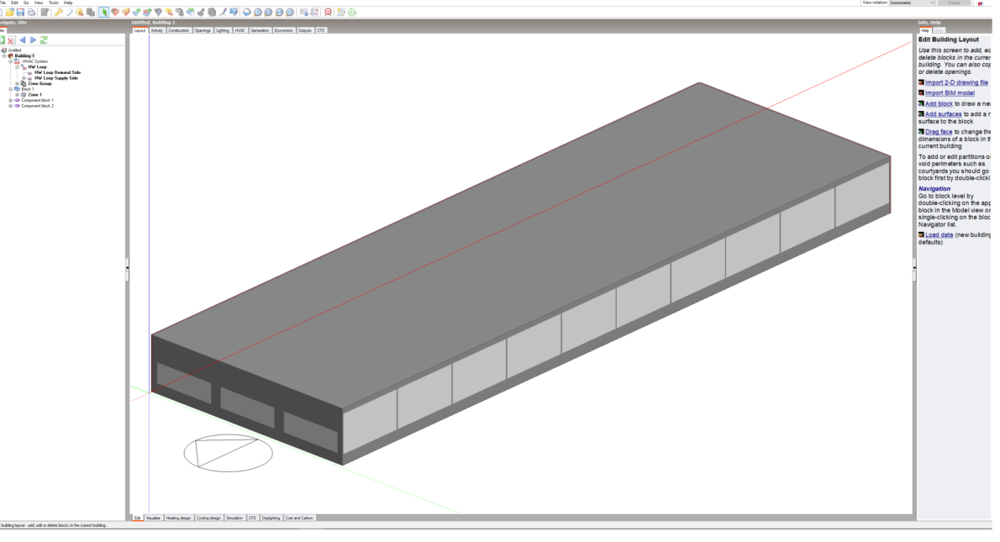 File Edit Go View Tools Help
View rotation Axonometric
Normal
Navigate, Site
Untitled, Building 1
Info, Help
Layout Activity Construction Openings Lighting HVAC Generation Economics Outputs CFD
Help Data
Untitled
Building 1
<HVAC System>
HW Loop
HW Loop Demand Side
HW Loop Supply Side
Zone Group
Block 1
Zone 1
Component block 1
Component block 2
Edit Building Layout
Use this screen to add, ed
delete blocks in the curren
building. You can also cop
or delete openings.
Import 2-D drawing file
Import BIM model
Add block to draw a nev
Add surfaces to add a r
surface to the block
Drag face to change the
dimensions of a block in th
current building
To add or edit partitions o
void perimeters such as
courtyards you should go
block first by double-clicki
Navigation
Go to block level by
double-clicking on the app
block in the Model view or
single-clicking on the bloc
Navigator list.
Load data (new building
defaults)
Edit Visualise Heating design Cooling design Simulation CFD Daylighting Cost and Carbon
building layout - add, edit or delete blocks in the current building...